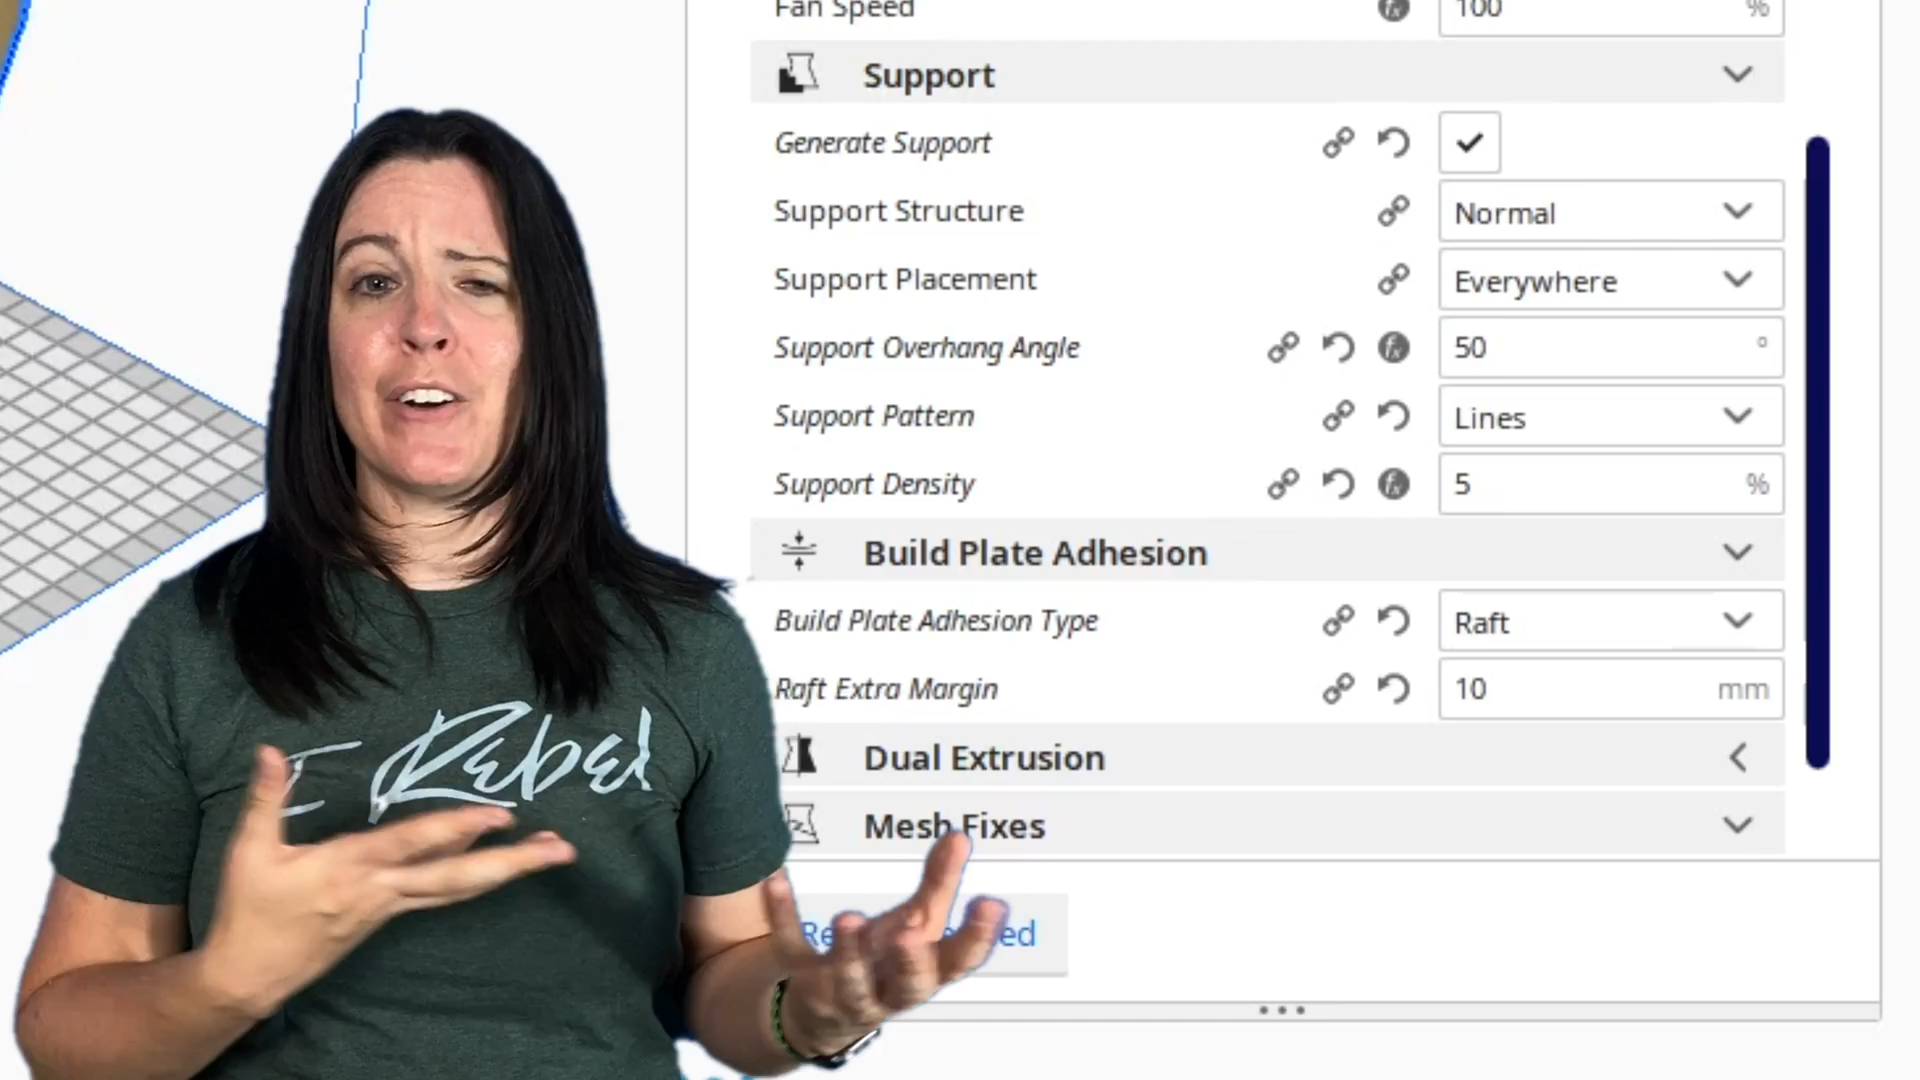 Fan Speed 100 %
Support
Generate Support
Support Structure Normal
Support Placement Everywhere
Support Overhang Angle 50 °
Support Pattern Lines
Support Density 5 %
Build Plate Adhesion
Build Plate Adhesion Type Raft
Raft Extra Margin 10 mm
I Rebel
Dual Extrusion
Mesh Fixes